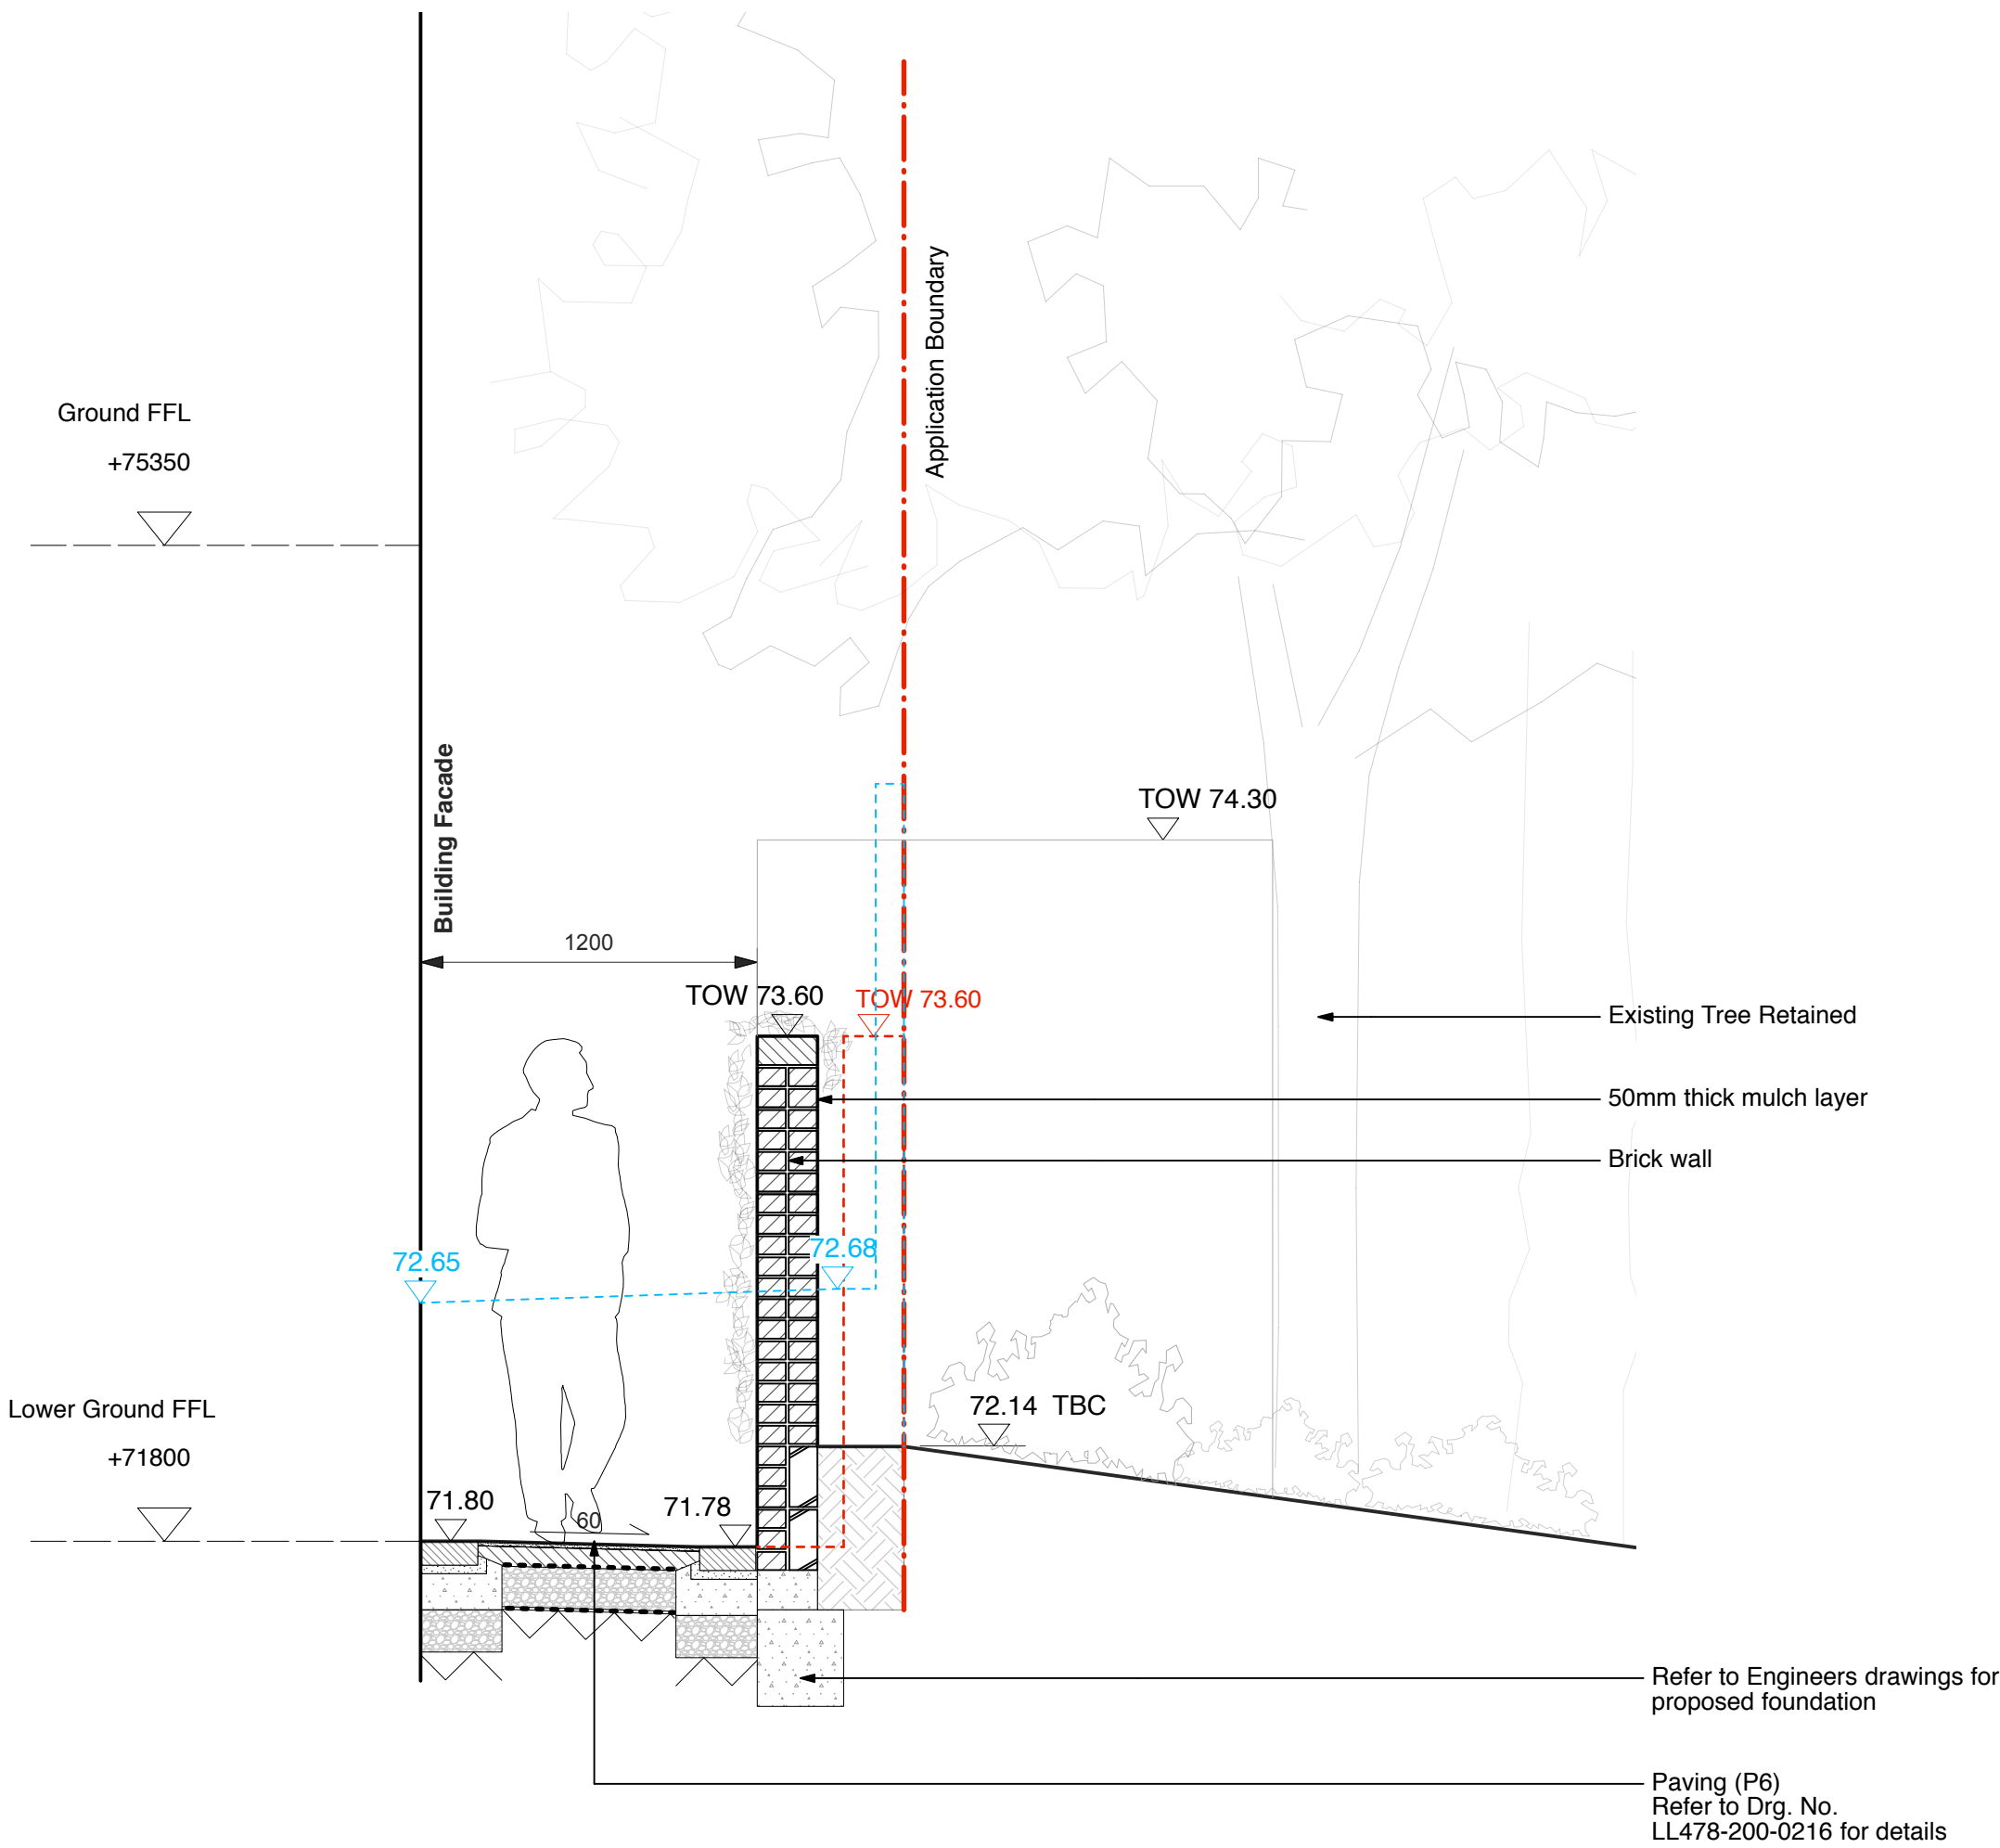 Application Boundary
Ground FFL
+75350
Building Facade
TOW 74.30
1200
TOW 73.60
TOW 73.60
Existing Tree Retained
50mm thick mulch layer
Brick wall
72.65
72.68
72.14 TBC
Lower Ground FFL
+71800
71.80
71.78
60
Refer to Engineers drawings for
proposed foundation
Paving (P6)
Refer to Drg. No.
LL478-200-0216 for details